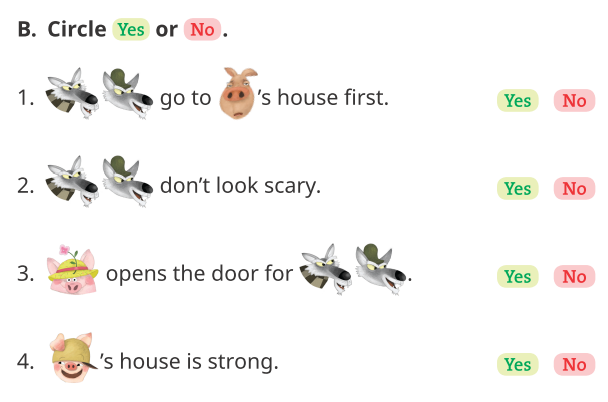 B. Circle Yes or No.
1. go to 's house first. Yes No
2. don't look scary. Yes No
3. opens the door for . Yes No
4. 's house is strong. Yes No